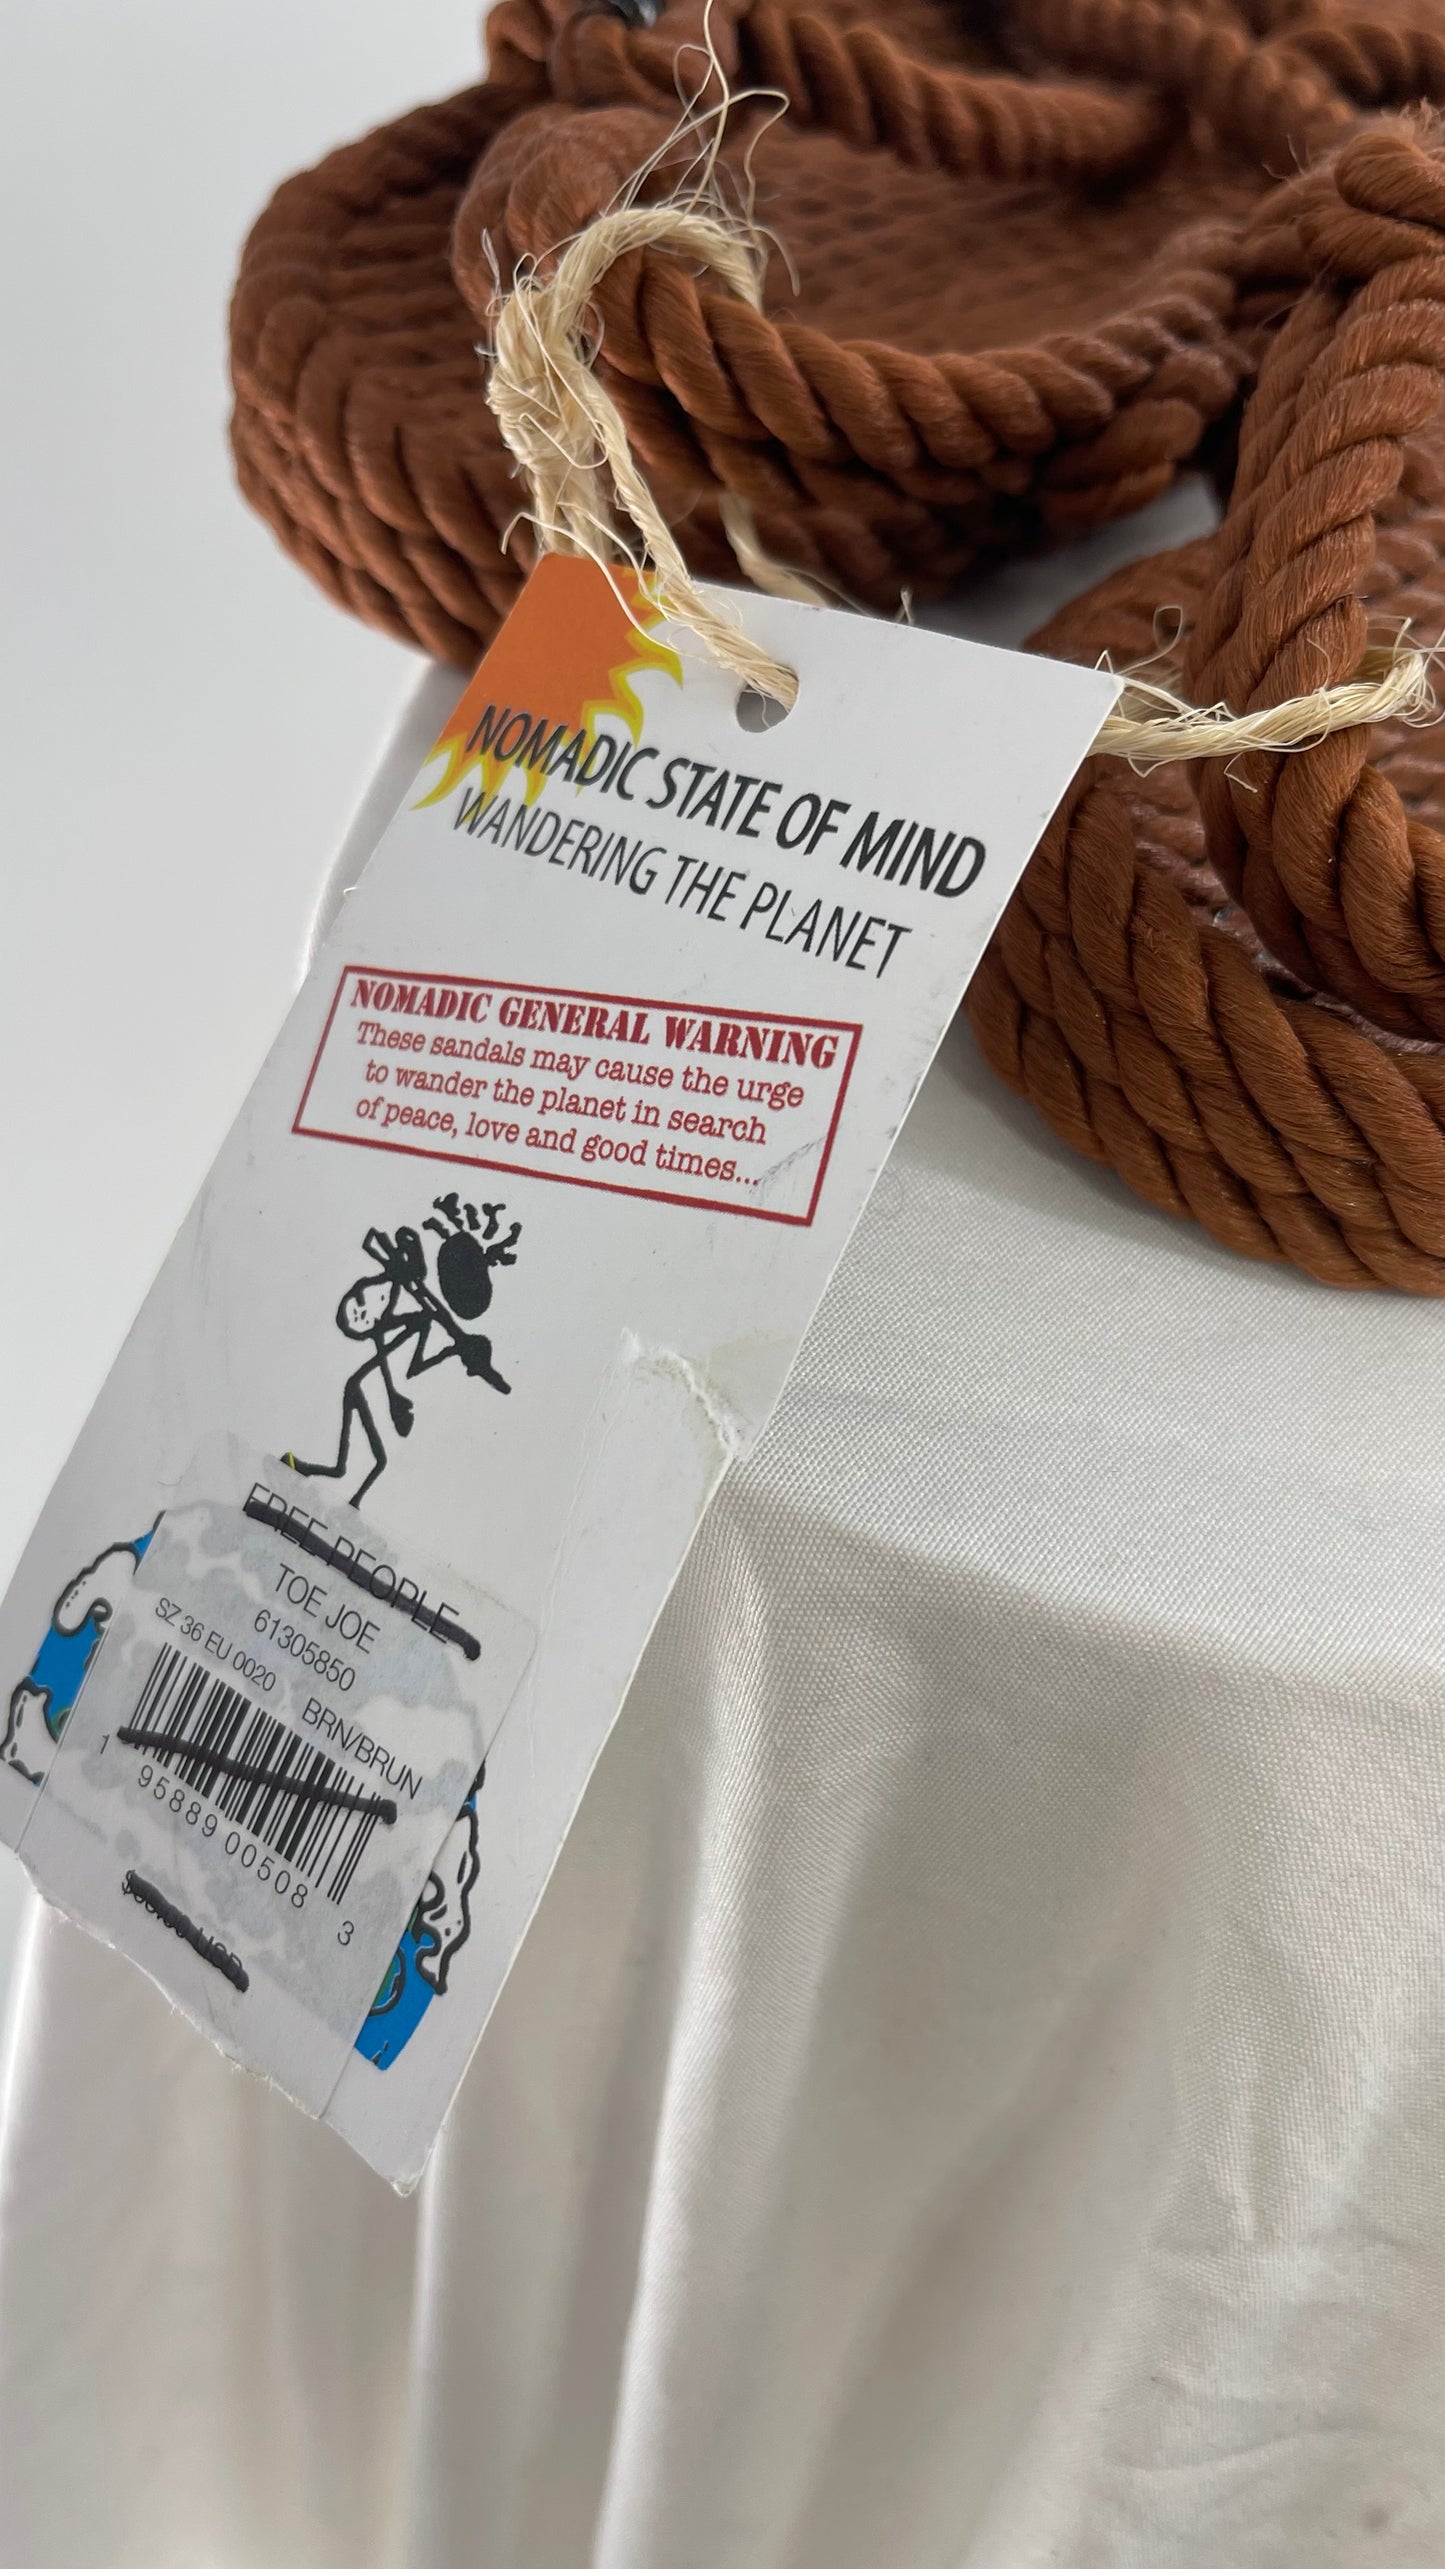 NOMADIC STATE OF MIND
WANDERING THE PLANET
NOMADIC GENERAL WARNING
These sandals may cause the urge
to wander the planet in search
of peace, love and good times...
FREE PEOPLE
TOE JOE
61305850
SZ 36 EU 0020 BRN/BRUN
1 95889 00508 3
USD